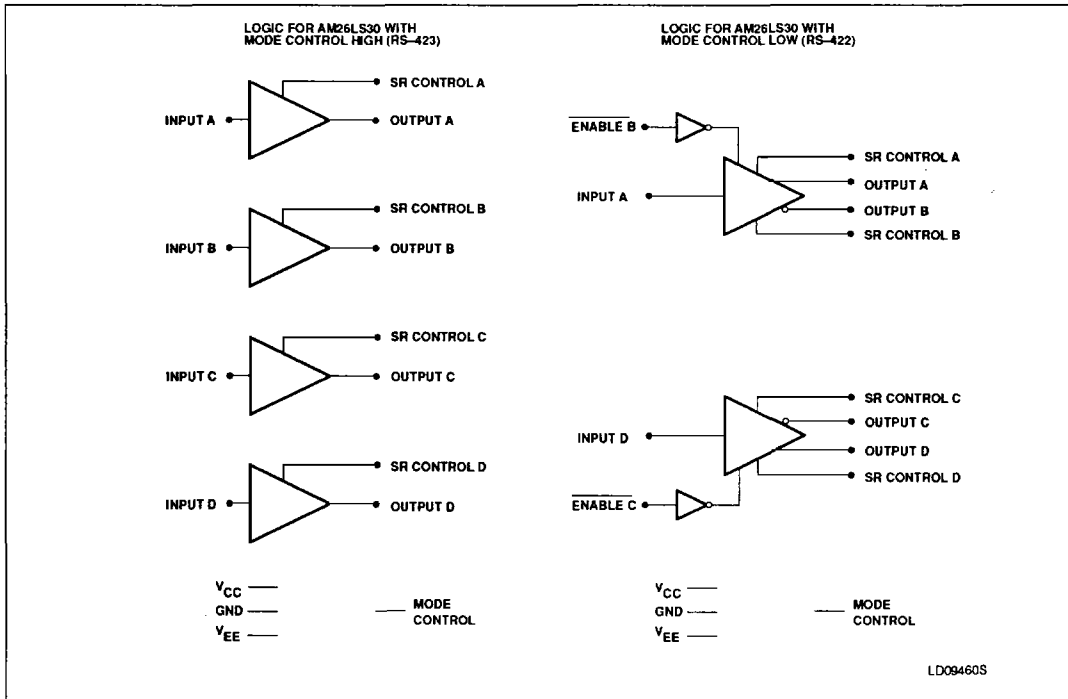 LOGIC FOR AM26LS30 WITH
MODE CONTROL HIGH (RS–423)
SR CONTROL A
INPUT A
OUTPUT A
SR CONTROL B
INPUT B
OUTPUT B
SR CONTROL C
INPUT C
OUTPUT C
SR CONTROL D
INPUT D
OUTPUT D
VCC
GND
VEE
MODE
CONTROL
LOGIC FOR AM26LS30 WITH
MODE CONTROL LOW (RS–422)
ENABLE B
SR CONTROL A
OUTPUT A
INPUT A
OUTPUT B
SR CONTROL B
SR CONTROL C
OUTPUT C
INPUT D
OUTPUT D
SR CONTROL D
ENABLE C
VCC
GND
VEE
MODE
CONTROL
LD09460S